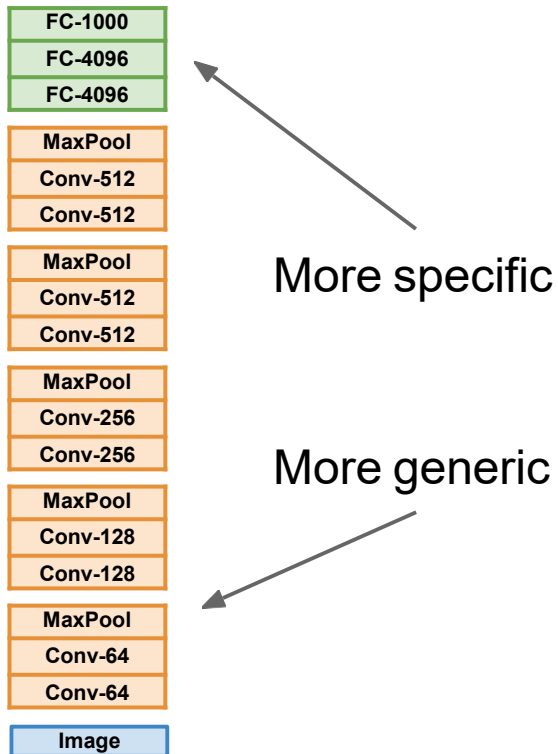 FC-1000
FC-4096
FC-4096
MaxPool
Conv-512
Conv-512
MaxPool
Conv-512
Conv-512
MaxPool
Conv-256
Conv-256
MaxPool
Conv-128
Conv-128
MaxPool
Conv-64
Conv-64
Image
More specific
More generic